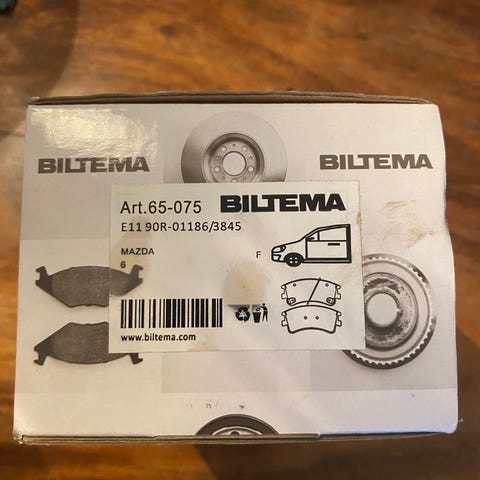 BILTEMA
BILTEMA
Art.65-075 BILTEMA
E11 90R-01186/3845
MAZDA
6
F
www.biltema.com